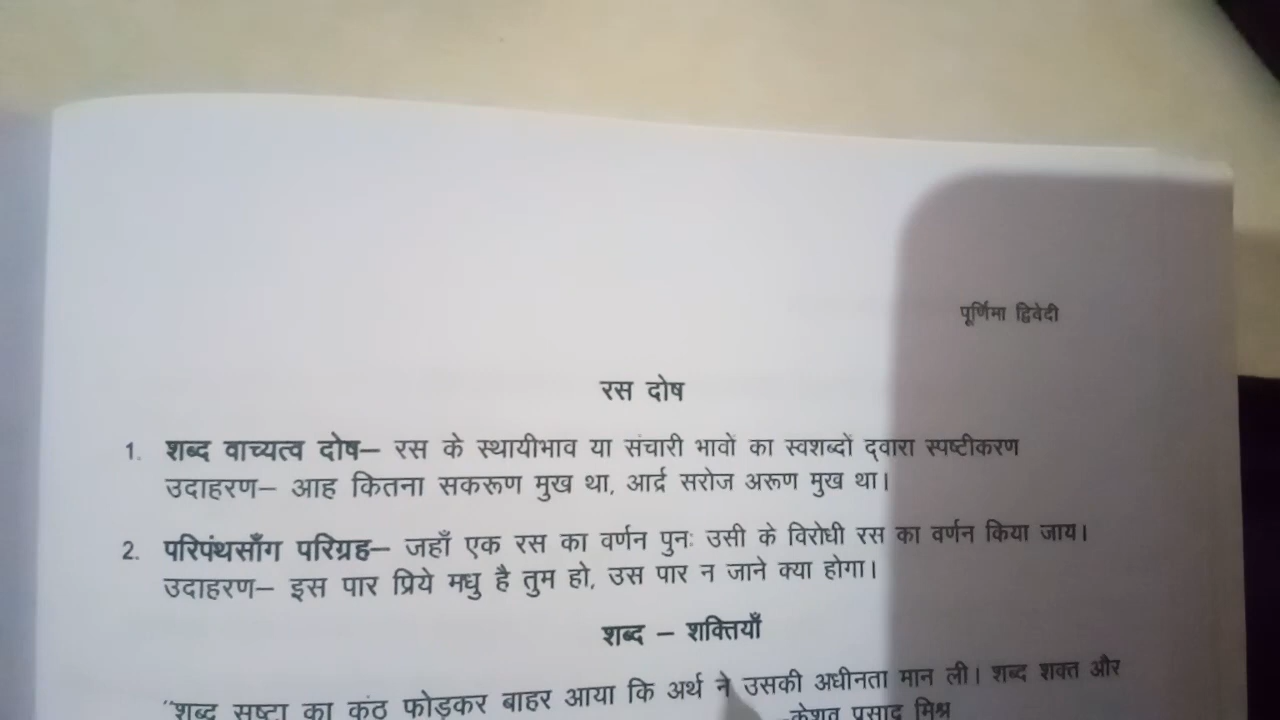 पूर्णिमा द्विवेदी
रस दोष
1. शब्द वाच्यत्व दोष– रस के स्थायीभाव या संचारी भावों का स्वशब्दों द्वारा स्पष्टीकरण
उदाहरण– आह कितना सकरूण मुख था, आर्द्र सरोज अरूण मुख था।
2. परिपंथसाँग परिग्रह– जहाँ एक रस का वर्णन पुनः उसी के विरोधी रस का वर्णन किया जाय।
उदाहरण– इस पार प्रिये मधु है तुम हो, उस पार न जाने क्या होगा।
शब्द – शक्तियाँ
"शब्द सृष्टा का कंठ फोड़कर बाहर आया कि अर्थ ने उसकी अधीनता मान ली। शब्द शक्त और
–केशव प्रसाद मिश्र